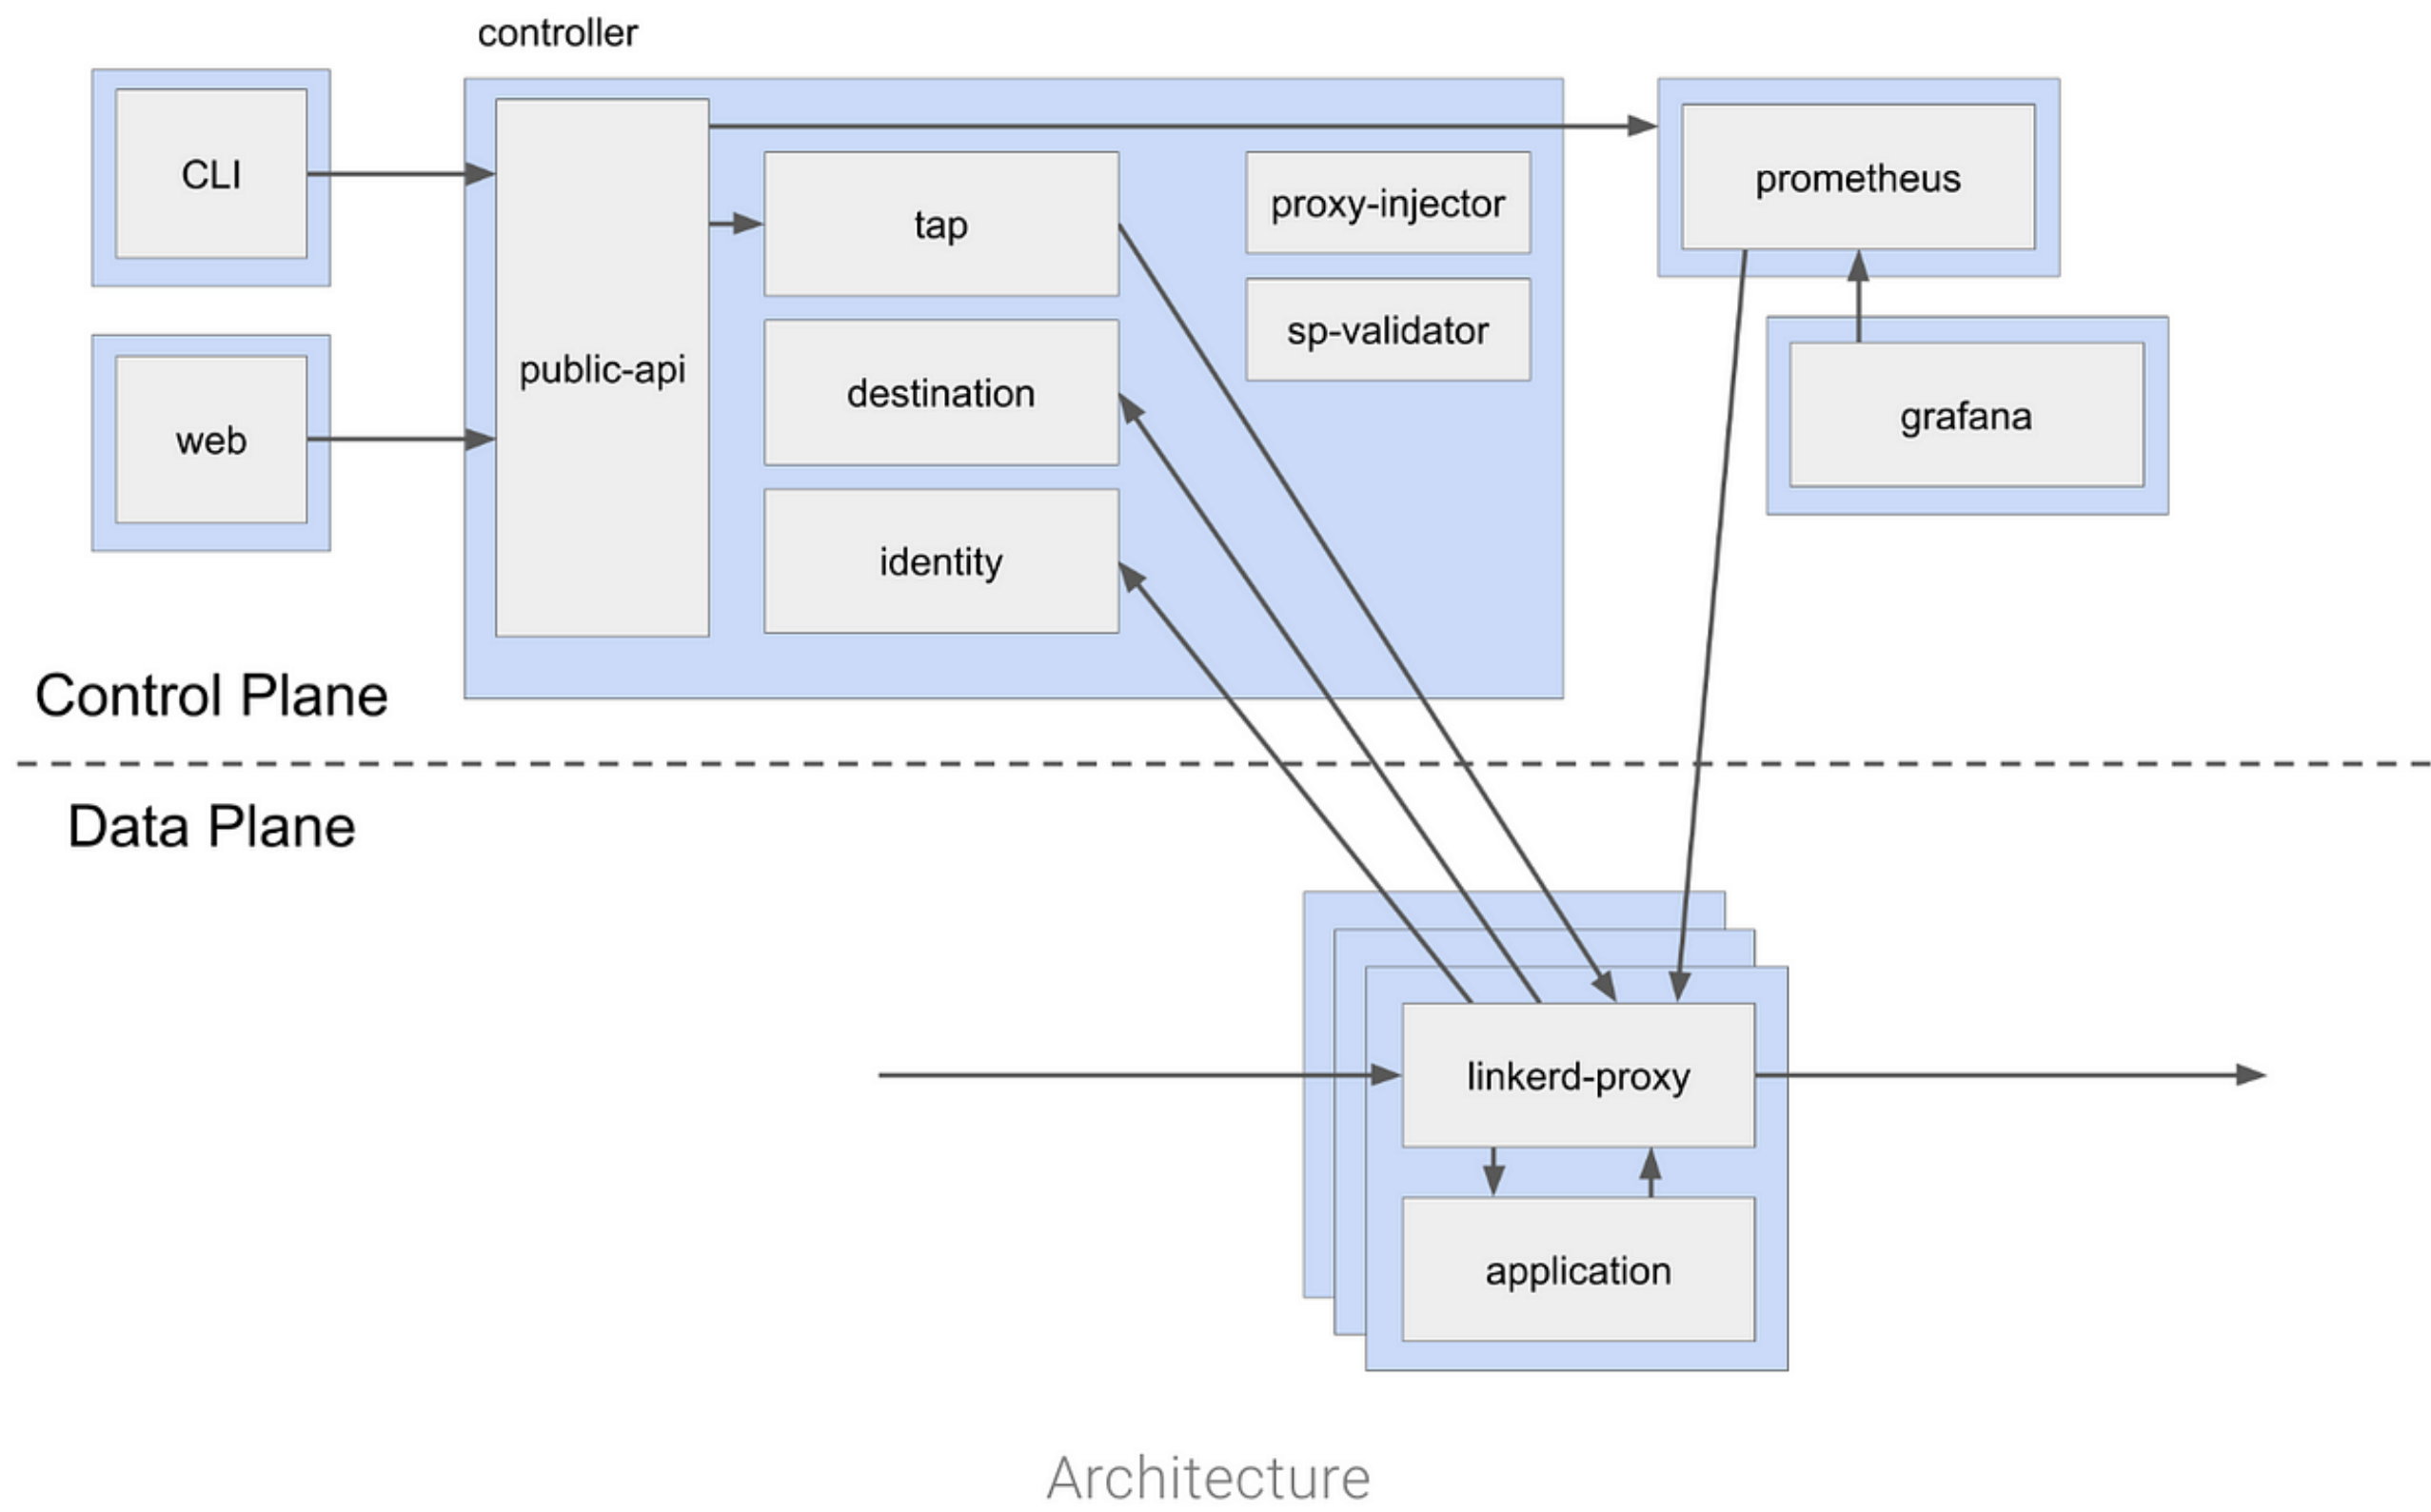 controller
CLI
web
public-api
tap
destination
identity
proxy-injector
sp-validator
prometheus
grafana
Control Plane
Data Plane
linkerd-proxy
application
Architecture